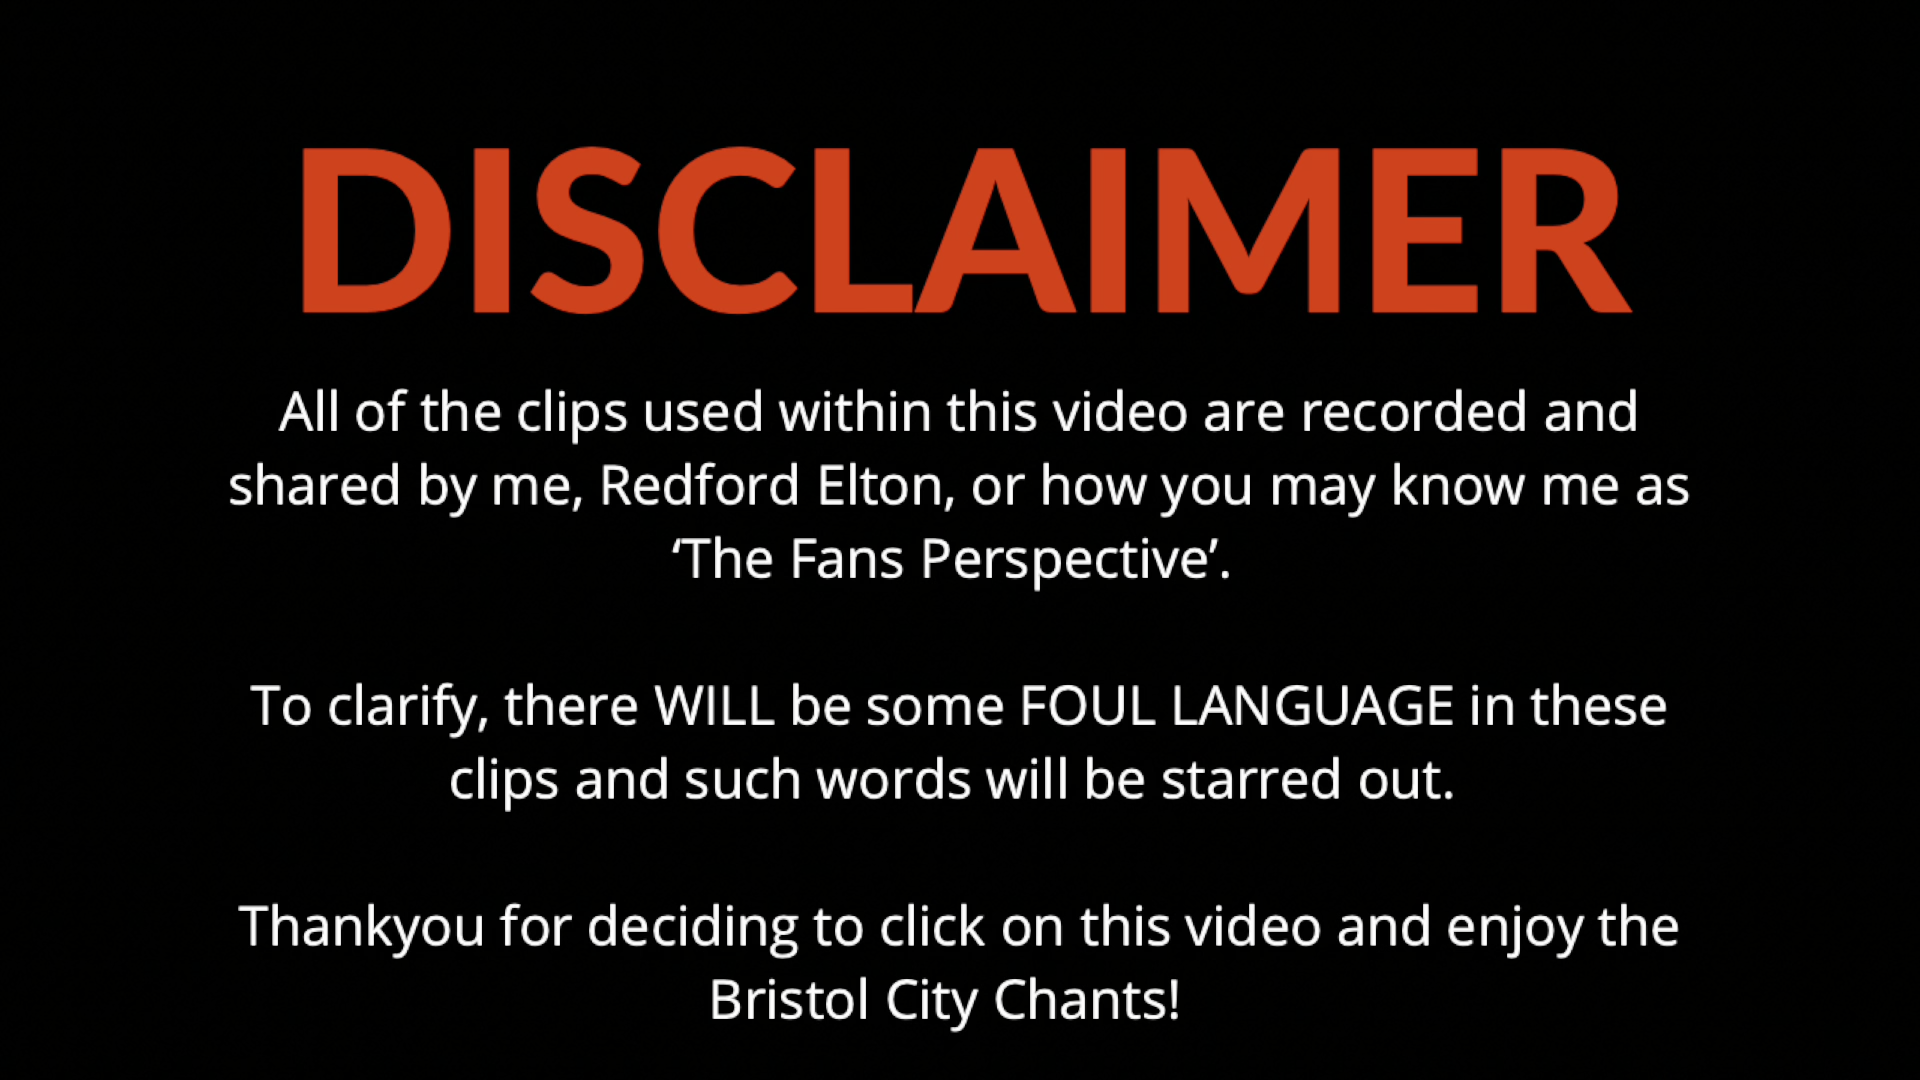 DISCLAIMER
All of the clips used within this video are recorded and
shared by me, Redford Elton, or how you may know me as
‘The Fans Perspective’.
To clarify, there WILL be some FOUL LANGUAGE in these
clips and such words will be starred out.
Thankyou for deciding to click on this video and enjoy the
Bristol City Chants!